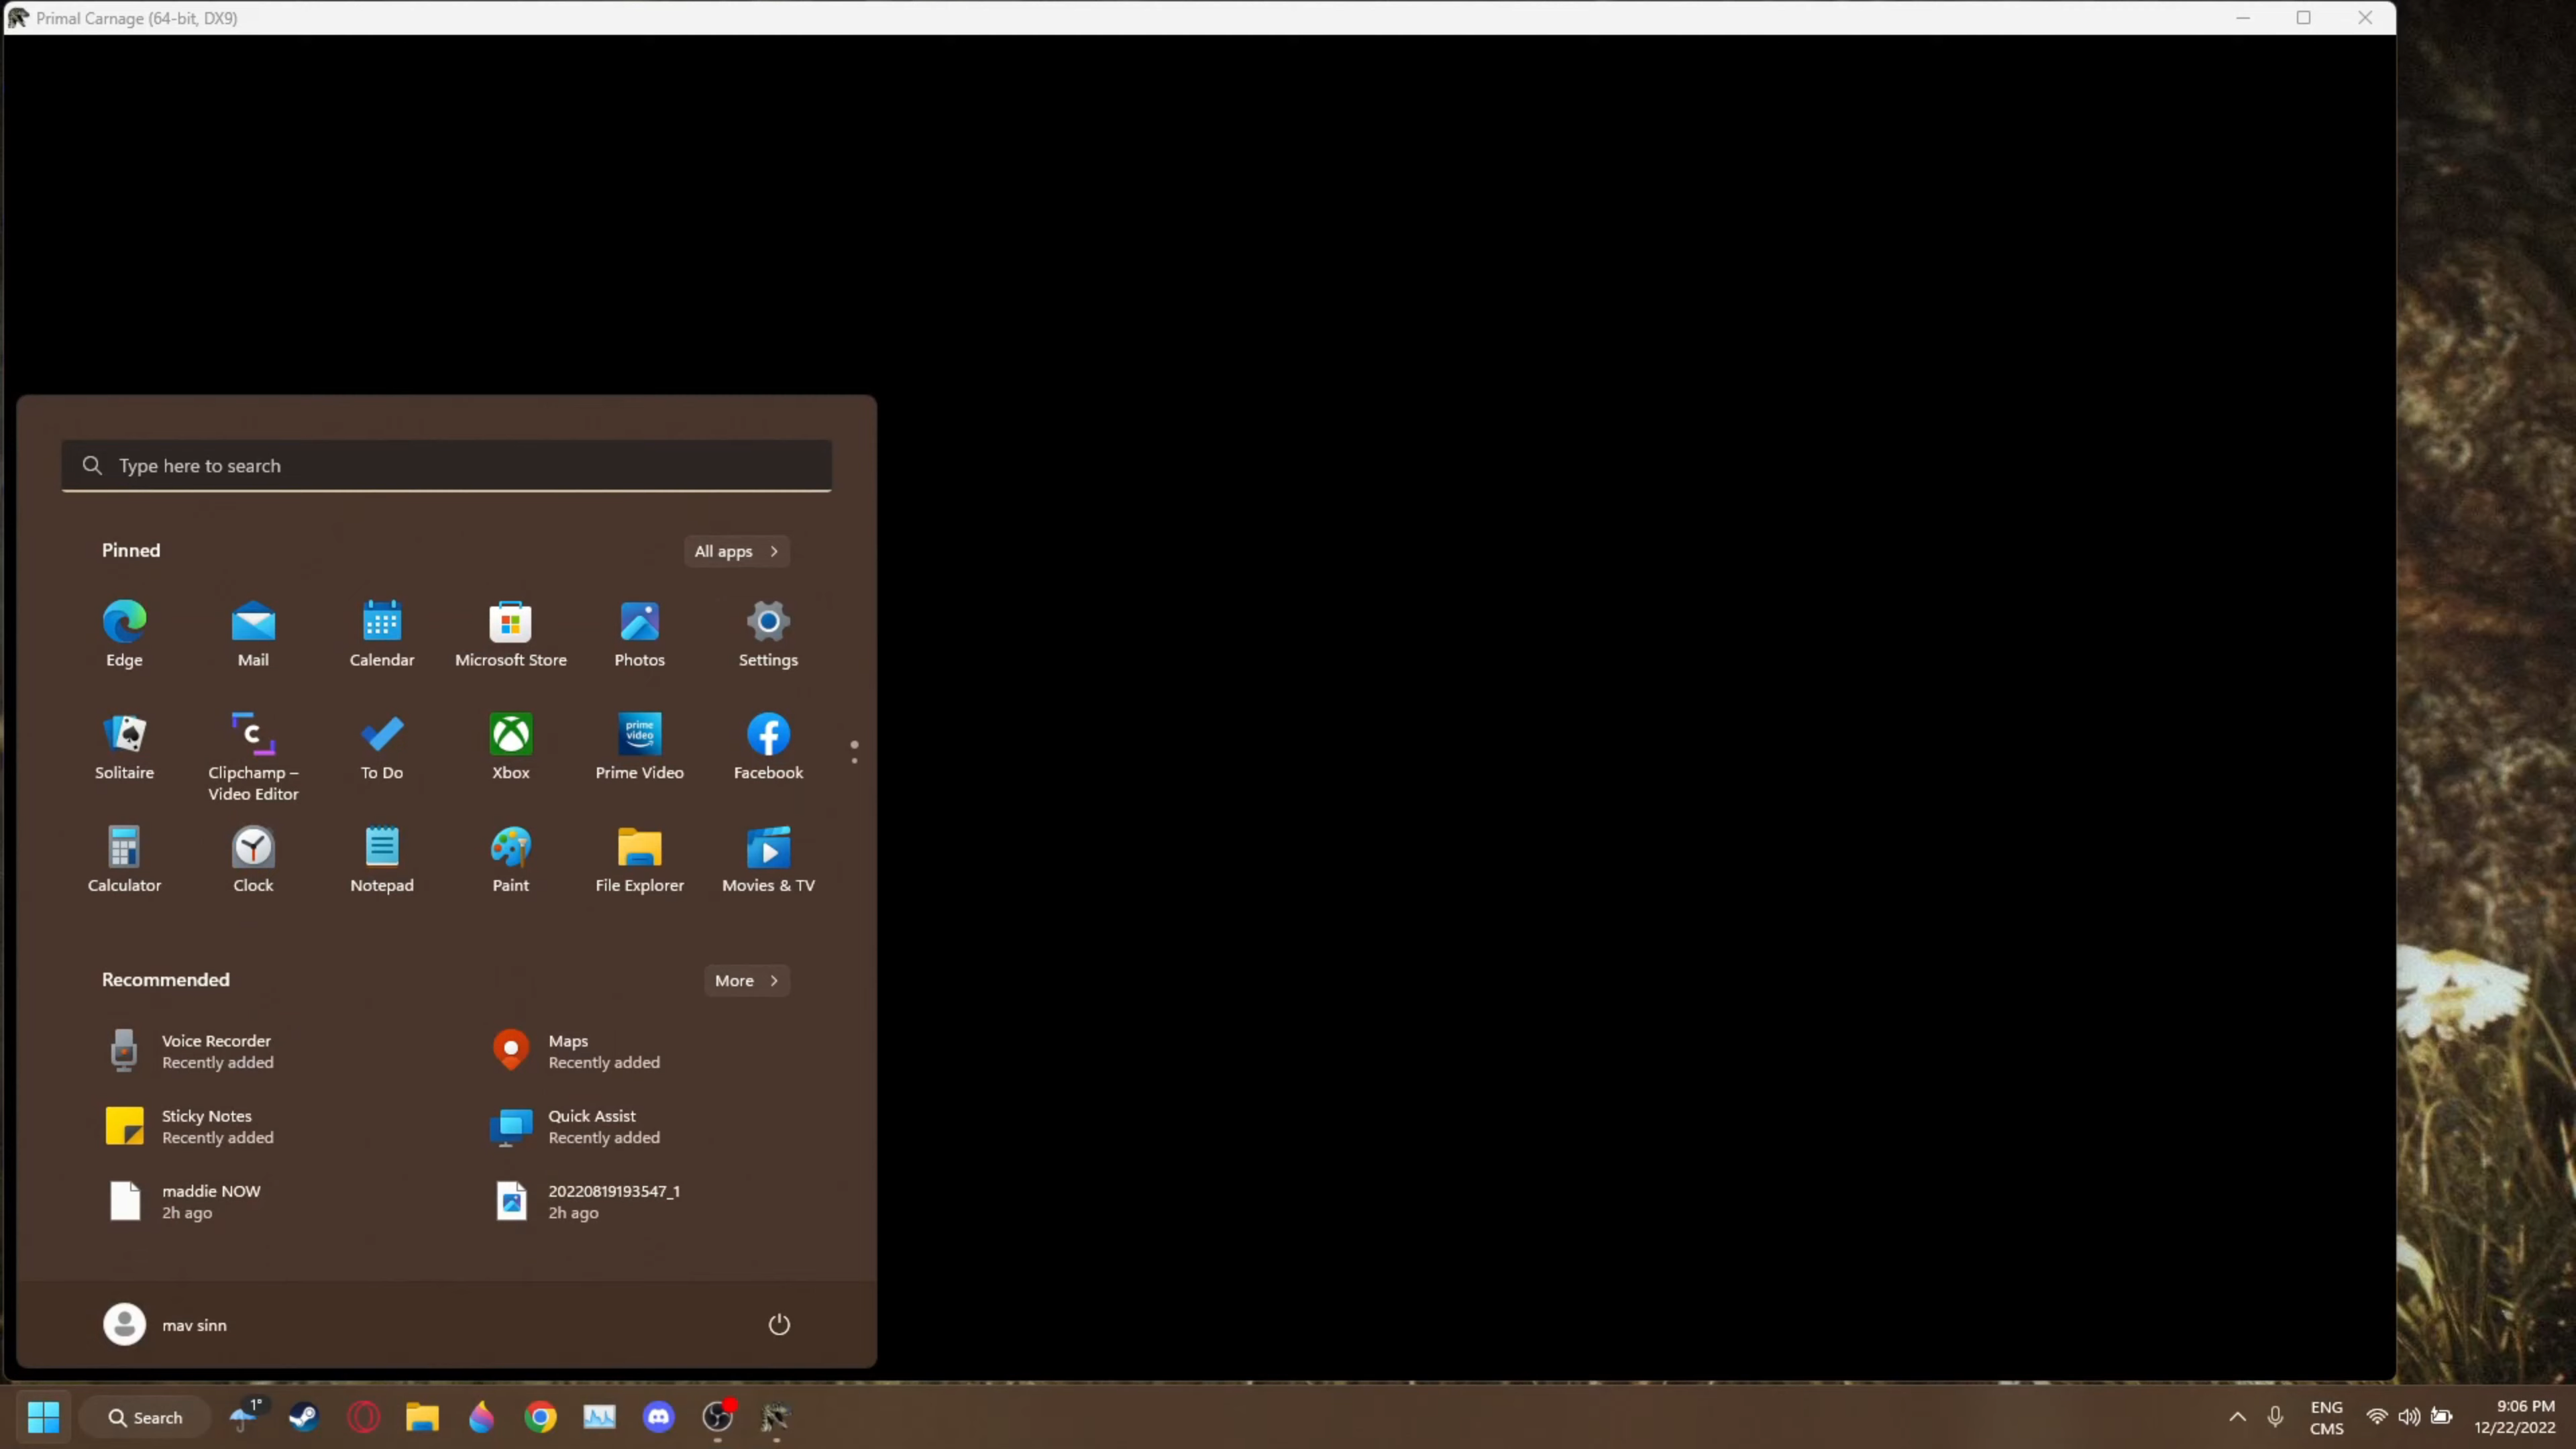 Primal Carnage (64-bit, DX9)
Type here to search
Pinned
All apps
Edge
Mail
Calendar
Microsoft Store
Photos
Settings
Solitaire
Clipchamp –
Video Editor
To Do
Xbox
prime
video
Prime Video
Facebook
Calculator
Clock
Notepad
Paint
File Explorer
Movies & TV
Recommended
More
Voice Recorder
Recently added
Maps
Recently added
Sticky Notes
Recently added
Quick Assist
Recently added
maddie NOW
2h ago
20220819193547_1
2h ago
mav sinn
Search
1°
ENG
CMS
9:06 PM
12/22/2022